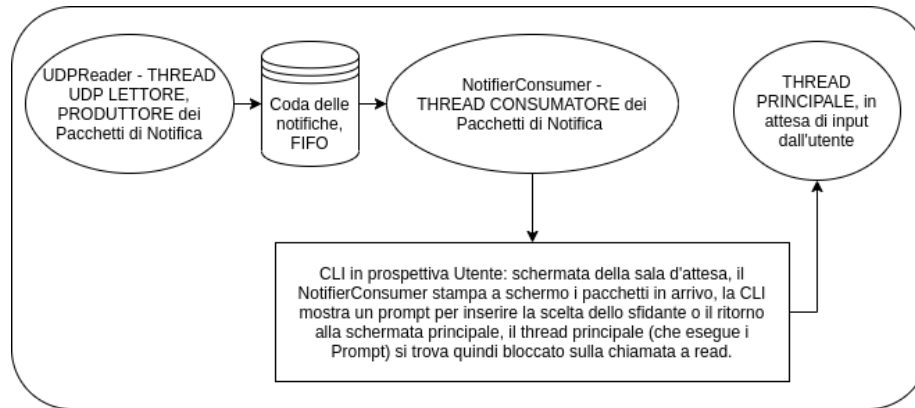 UDPReader - THREAD
UDP LETTORE,
PRODUTTORE dei
Pacchetti di Notifica
Coda delle
notifiche,
FIFO
NotifierConsumer -
THREAD CONSUMATORE dei
Pacchetti di Notifica
THREAD
PRINCIPALE, in
attesa di input
dall'utente
CLI in prospettiva Utente: schermata della sala d'attesa, il
NotifierConsumer stampa a schermo i pacchetti in arrivo, la CLI
mostra un prompt per inserire la scelta dello sfidante o il ritorno
alla schermata principale, il thread principale (che esegue i
Prompt) si trova quindi bloccato sulla chiamata a read.